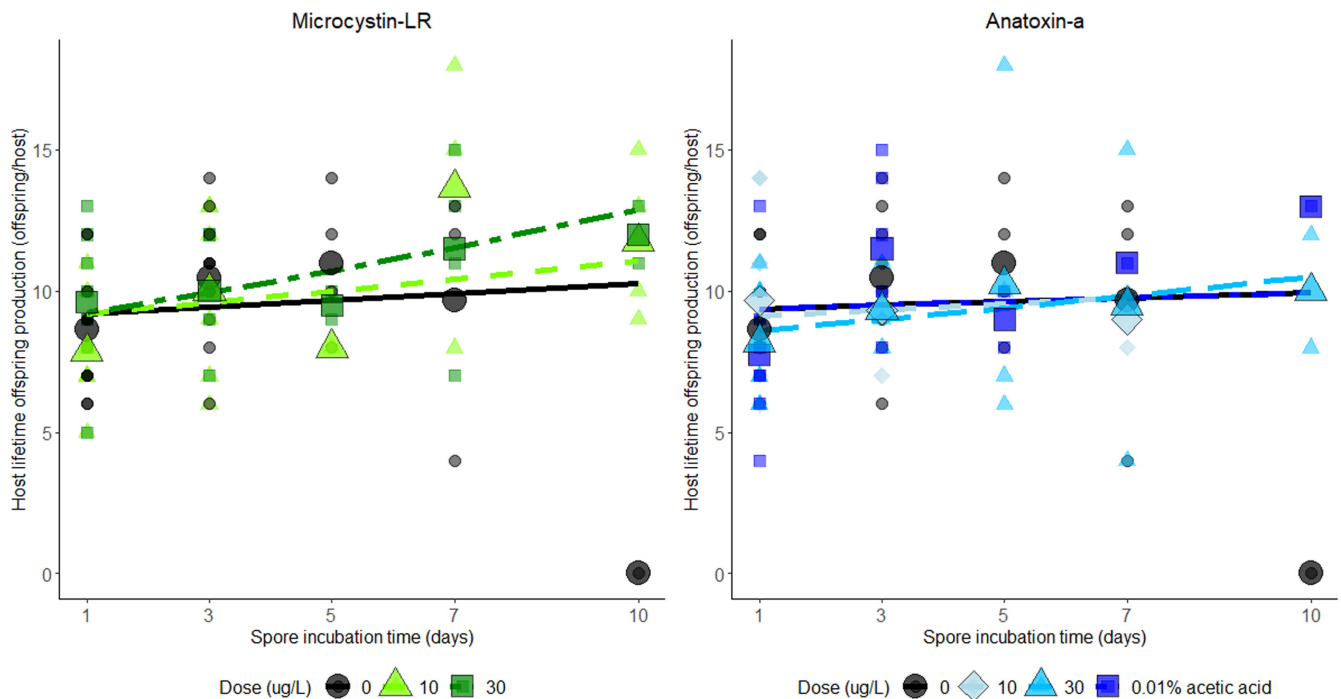 Microcystin-LR
Host lifetime offspring production (offspring/host)
15
10
5
0
1 3 5 7 10
Spore incubation time (days)
Dose (ug/L) 0 10 30
Anatoxin-a
Host lifetime offspring production (offspring/host)
15
10
5
0
1 3 5 7 10
Spore incubation time (days)
Dose (ug/L) 0 10 30 0.01% acetic acid